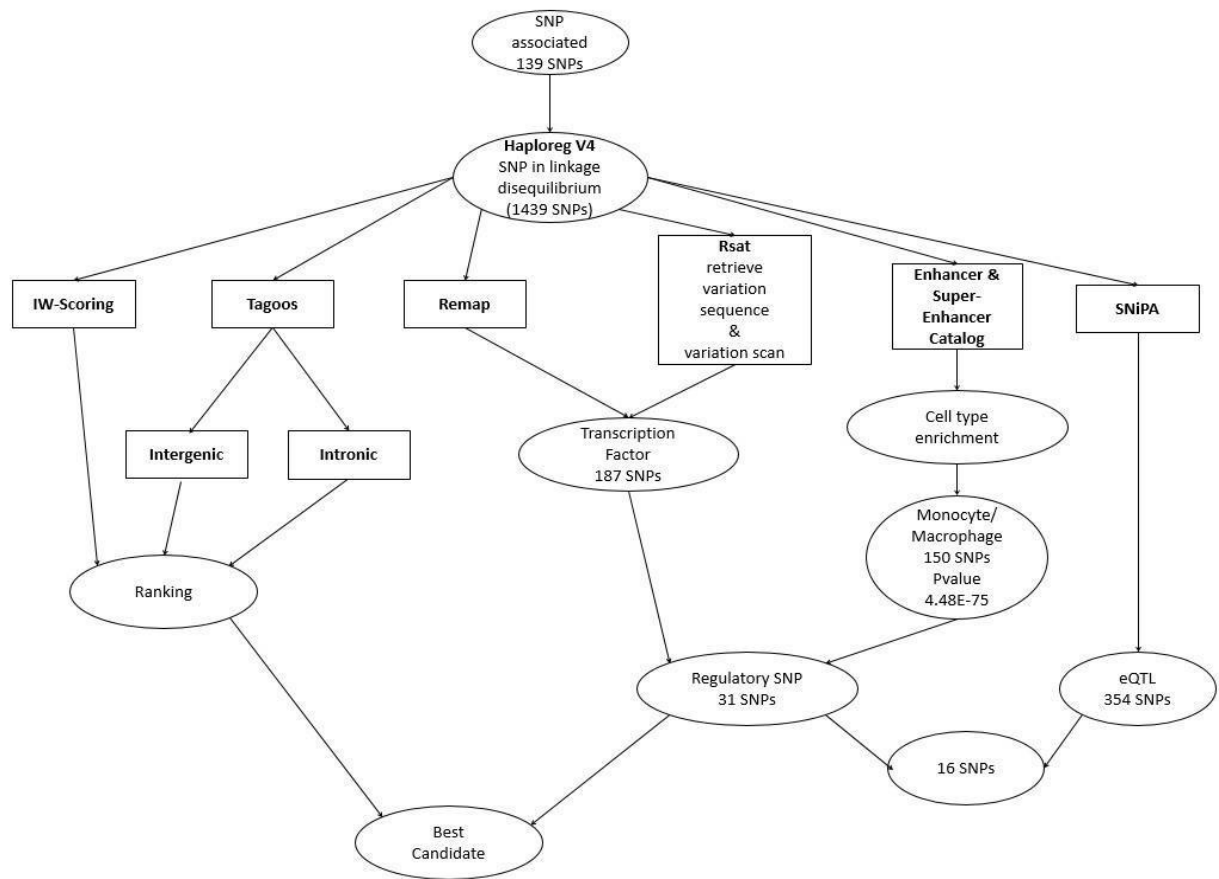 SNP
associated
139 SNPs
Haploreg V4
SNP in linkage
disequilibrium
(1439 SNPs)
IW-Scoring
Tagoos
Remap
Rsat
retrieve
variation
sequence
&
variation scan
Enhancer &
Super-
Enhancer
Catalog
SNiPA
Intergenic
Intronic
Transcription
Factor
187 SNPs
Cell type
enrichment
Monocyte/
Macrophage
150 SNPs
Pvalue
4.48E-75
Ranking
Regulatory SNP
31 SNPs
eQTL
354 SNPs
16 SNPs
Best
Candidate